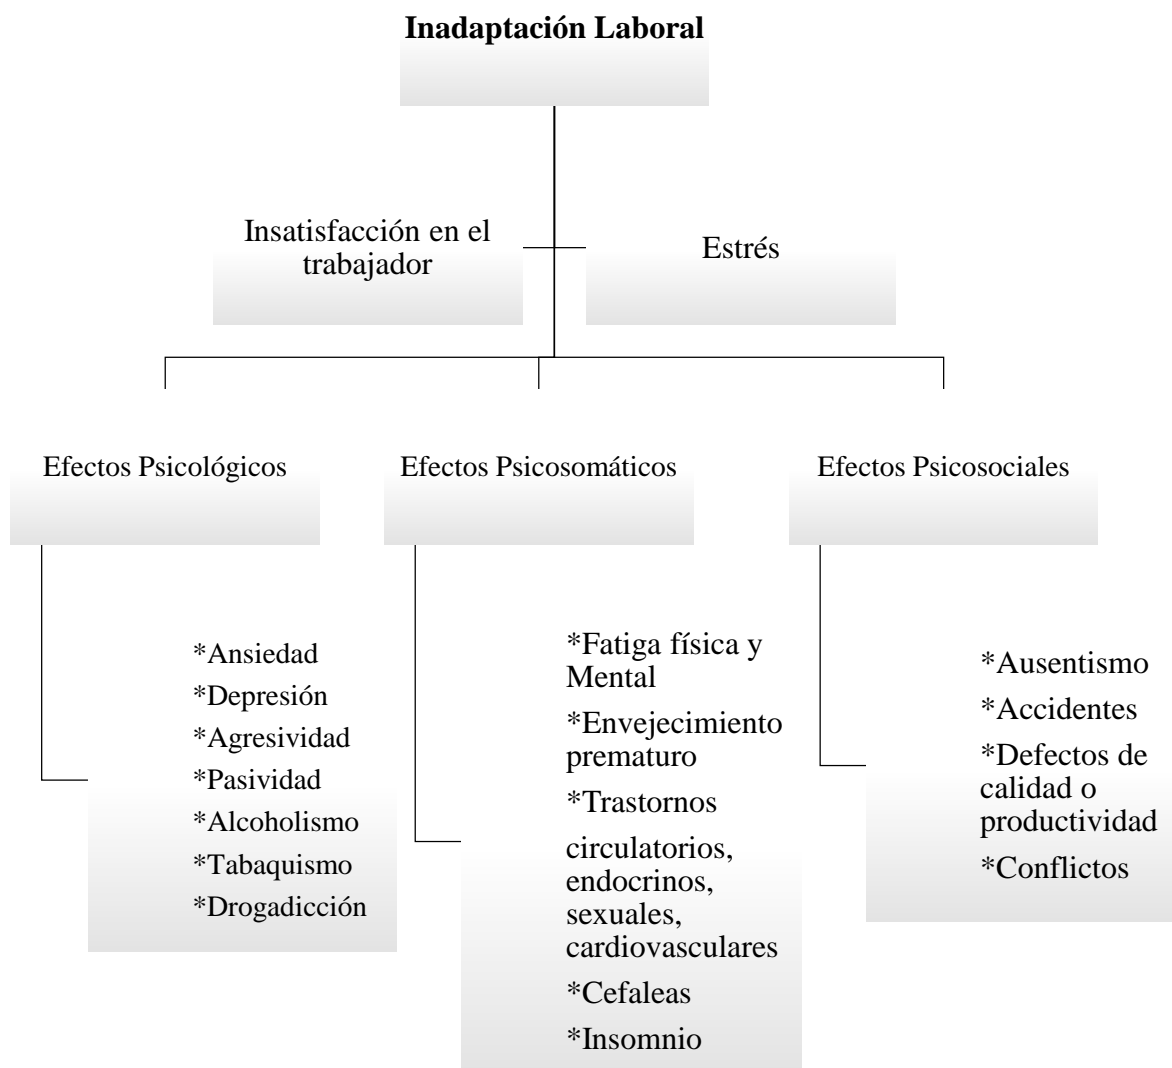 Inadaptación Laboral
Insatisfacción en el
trabajador
Estrés
Efectos Psicológicos
*Ansiedad
*Depresión
*Agresividad
*Pasividad
*Alcoholismo
*Tabaquismo
*Drogadicción
Efectos Psicosomáticos
*Fatiga física y
Mental
*Envejecimiento
prematuro
*Trastornos
circulatorios,
endocrinos,
sexuales,
cardiovasculares
*Cefaleas
*Insomnio
Efectos Psicosociales
*Ausentismo
*Accidentes
*Defectos de
calidad o
productividad
*Conflictos